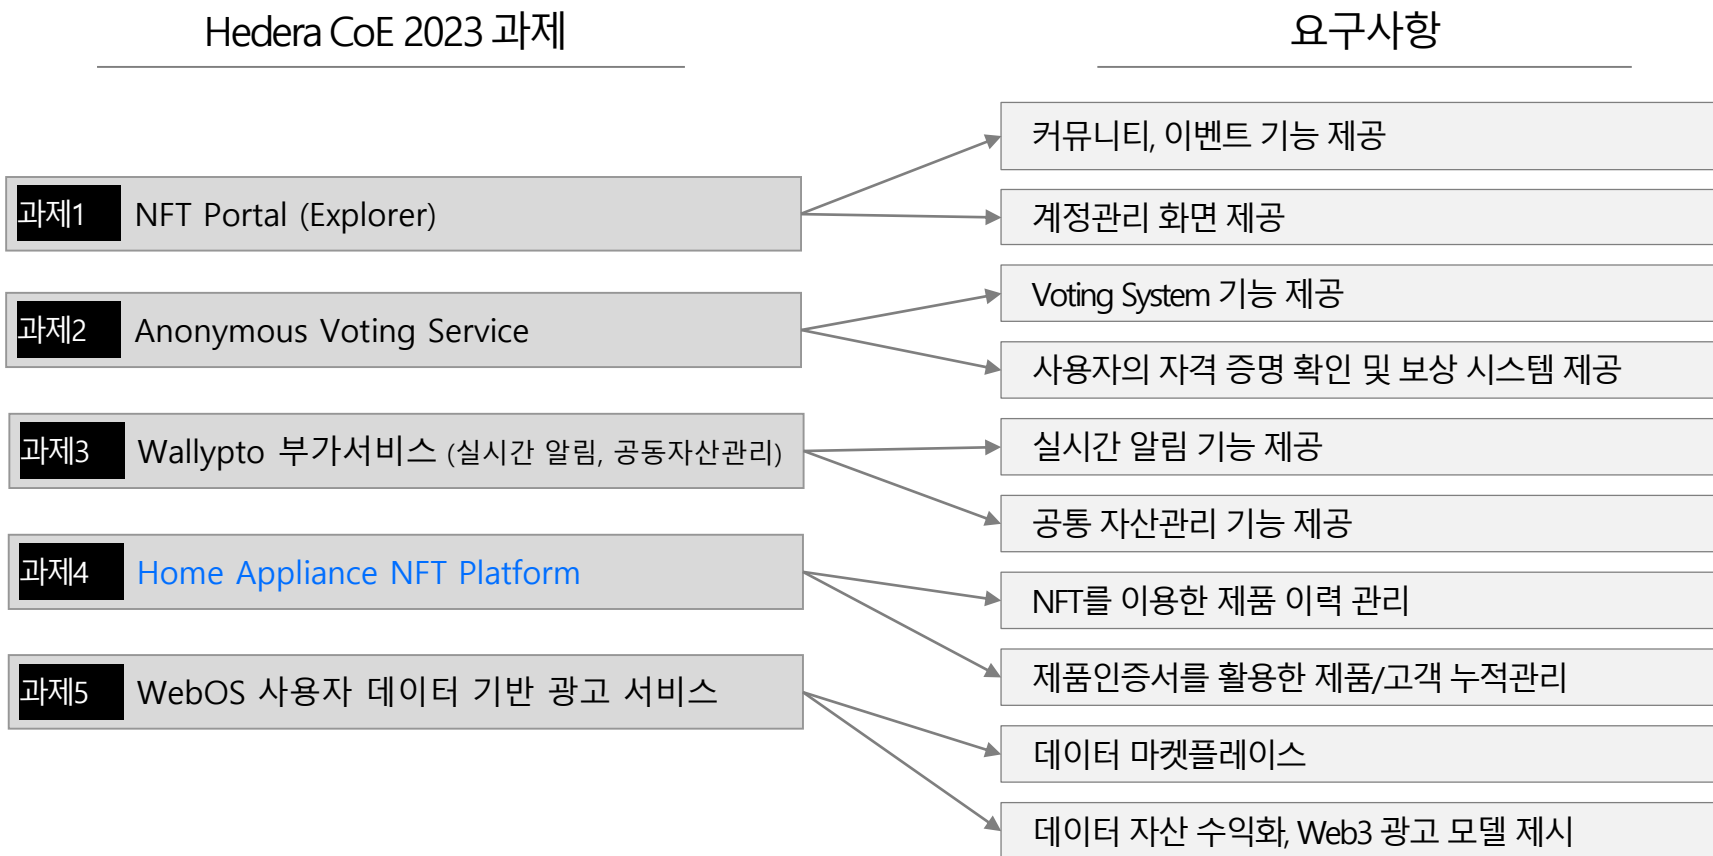 Hedera CoE 2023 과제
요구사항
과제1 NFT Portal (Explorer)
커뮤니티, 이벤트 기능 제공
계정관리 화면 제공
과제2 Anonymous Voting Service
Voting System 기능 제공
사용자의 자격 증명 확인 및 보상 시스템 제공
과제3 Wallypto 부가서비스 (실시간 알림, 공동자산관리)
실시간 알림 기능 제공
공통 자산관리 기능 제공
과제4 Home Appliance NFT Platform
NFT를 이용한 제품 이력 관리
제품인증서를 활용한 제품/고객 누적관리
과제5 WebOS 사용자 데이터 기반 광고 서비스
데이터 마켓플레이스
데이터 자산 수익화, Web3 광고 모델 제시